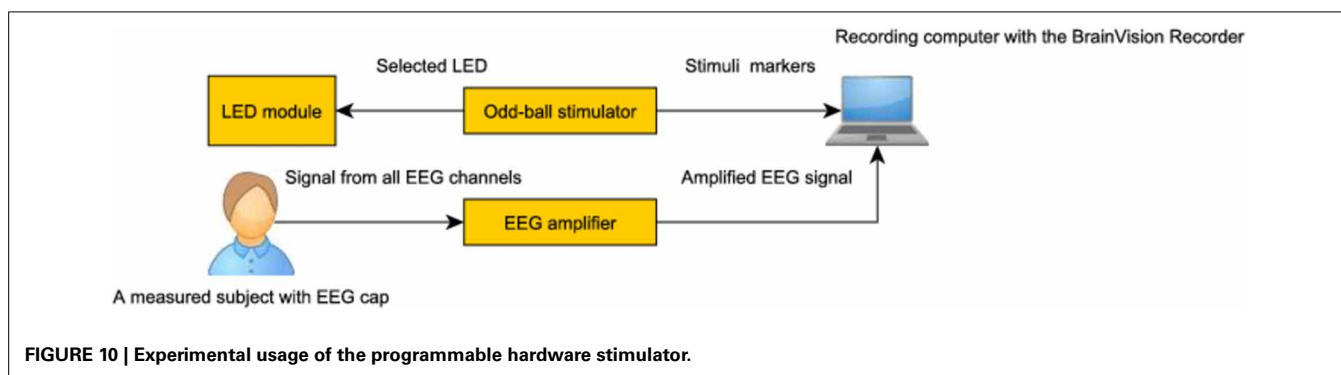 Recording computer with the BrainVision Recorder
Selected LED
Stimuli markers
LED module
Odd-ball stimulator
Signal from all EEG channels
Amplified EEG signal
EEG amplifier
A measured subject with EEG cap
FIGURE 10 | Experimental usage of the programmable hardware stimulator.